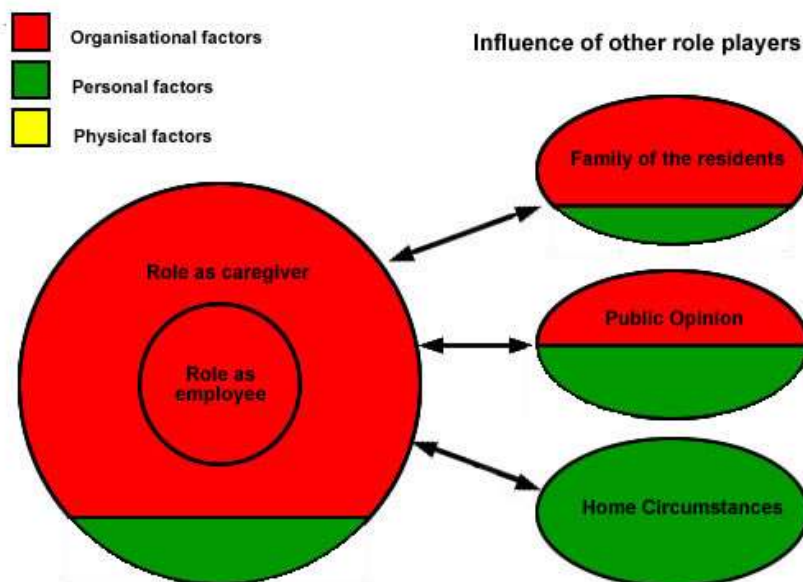 Organisational factors
Personal factors
Physical factors
Influence of other role players
Family of the residents
Role as caregiver
Public Opinion
Role as
employee
Home Circumstances